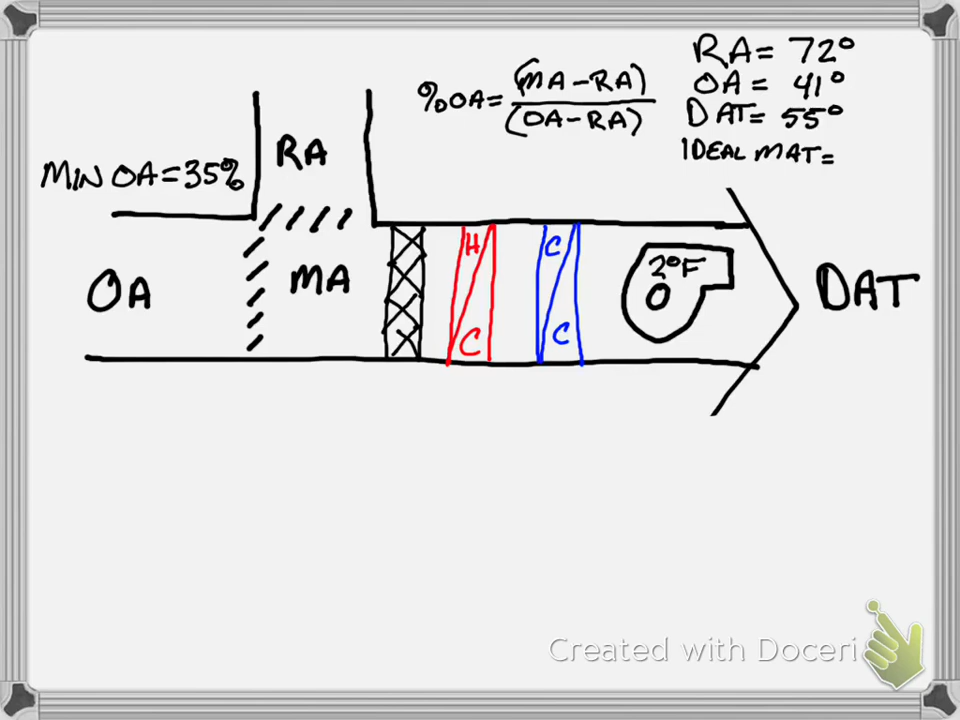 RA = 72°
OA = 41°
DAT = 55°
IDEAL MAT =
%OA = (MA - RA)
(OA - RA)
MIN OA = 35%
RA
OA
MA
H
C
C
C
2°F
DAT
Created with Doceri